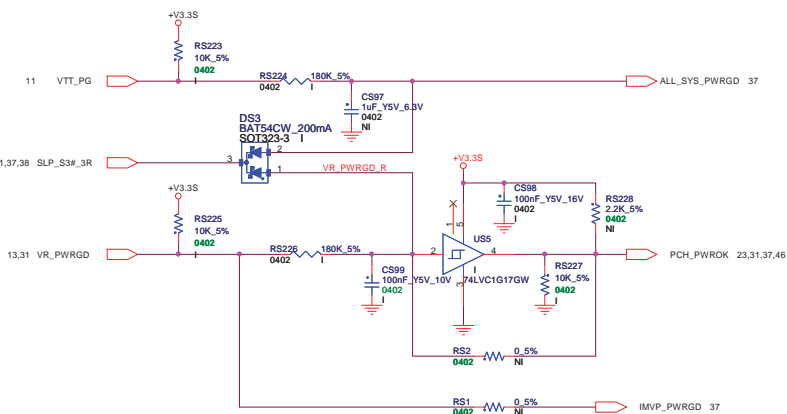 +V3.3S
RS223
10K_5%
0402
I
11 VTT_PG
RS224 180K_5%
0402 I
ALL_SYS_PWRGD 37
CS97
1uF_Y5V_6.3V
0402
NI
DS3
BAT54CW_200mA
SOT323-3 I
2
1,37,38 SLP_S3#_3R
3
1
VR_PWRGD_R
+V3.3S
+V3.3S
RS225
10K_5%
0402
I
CS98
100nF_Y5V_16V
0402
I
RS228
2.2K_5%
0402
NI
1
5
US5
13,31 VR_PWRGD
RS226 180K_5%
0402 I
2
4
PCH_PWROK 23,31,37,46
CS99
100nF_Y5V_10V
0402
I
I
74LVC1G17GW
3
RS227
10K_5%
0402
I
RS2 0_5%
0402 NI
RS1 0_5%
0402 NI
IMVP_PWRGD 37